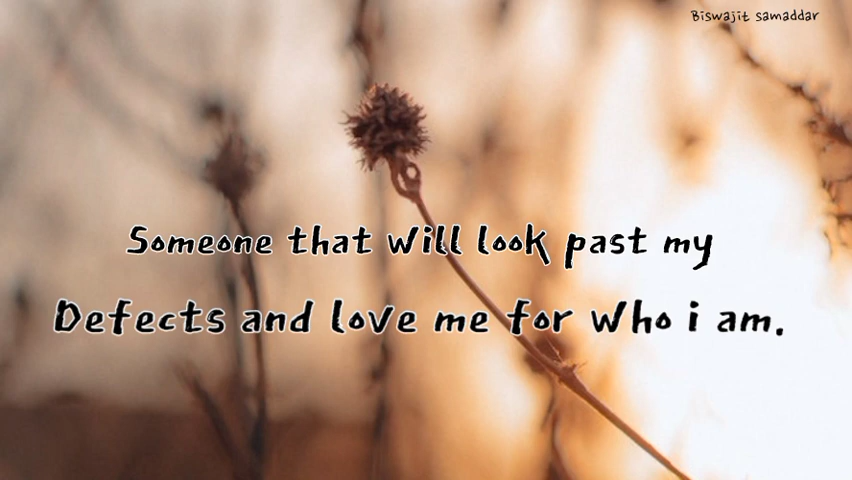 Biswajit samaddar
Someone that will look past my
Defects and love me for who i am.